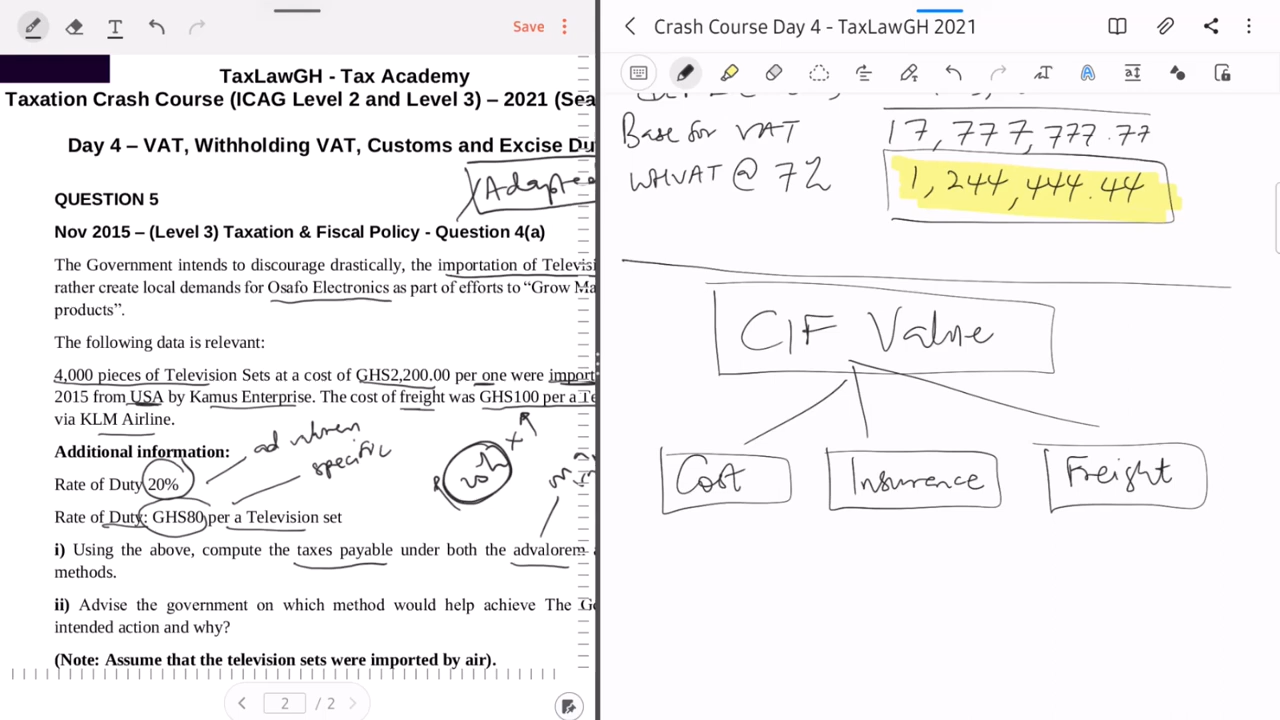 Save
TaxLawGH - Tax Academy
Taxation Crash Course (ICAG Level 2 and Level 3) – 2021 (Sea
Day 4 – VAT, Withholding VAT, Customs and Excise Du
(Adapted
QUESTION 5
Nov 2015 – (Level 3) Taxation & Fiscal Policy - Question 4(a)
The Government intends to discourage drastically, the importation of Televisi
rather create local demands for Osafo Electronics as part of efforts to “Grow Ma
products”.
The following data is relevant:
4,000 pieces of Television Sets at a cost of GHS2,200.00 per one were import
2015 from USA by Kamus Enterprise. The cost of freight was GHS100 per a Te
via KLM Airline.
Additional information:
ad valorem
specific
Rate of Duty 20%
Rate of Duty: GHS80 per a Television set
i) Using the above, compute the taxes payable under both the advalorem a
methods.
ii) Advise the government on which method would help achieve The Go
intended action and why?
(Note: Assume that the television sets were imported by air).
2 / 2
Crash Course Day 4 - TaxLawGH 2021
Base for VAT 17,777,777.77
WHVAT @ 7% 1,244,444.44
CIF Value
Cost Insurance Freight